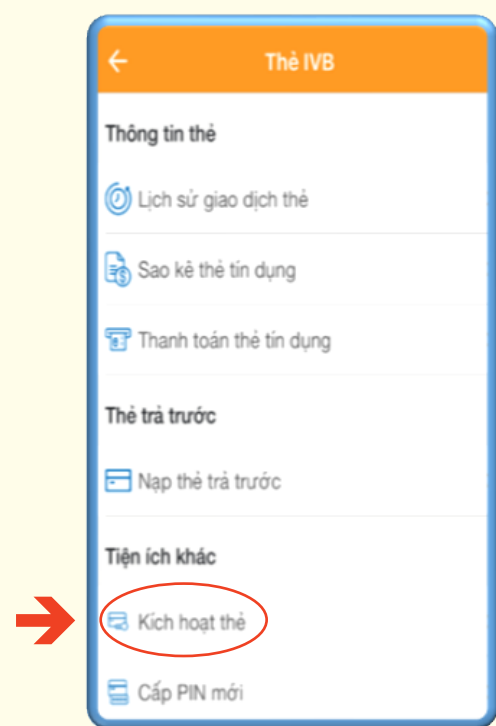 Thẻ IVB
Thông tin thẻ
Lịch sử giao dịch thẻ
Sao kê thẻ tín dụng
Thanh toán thẻ tín dụng
Thẻ trả trước
Nạp thẻ trả trước
Tiện ích khác
Kích hoạt thẻ
Cấp PIN mới